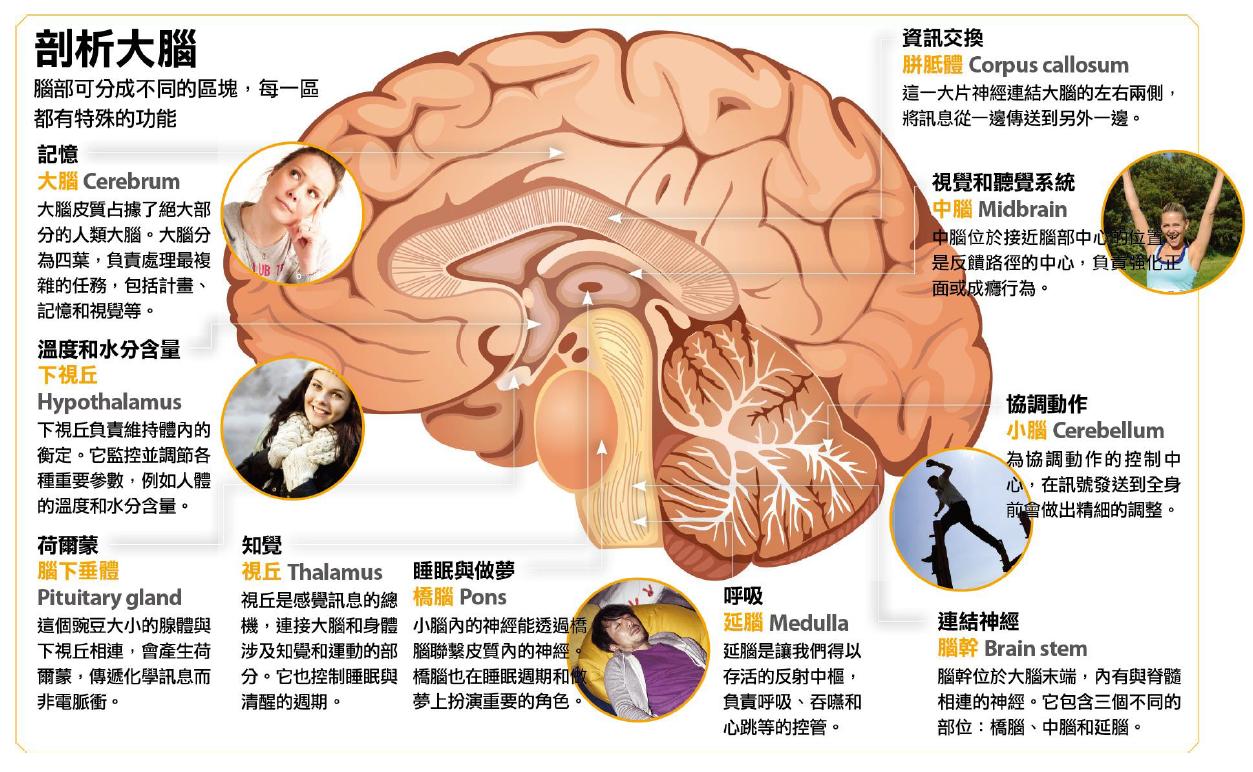 剖析大腦
腦部可分成不同的區塊，每一區
都有特殊的功能
記憶
大腦 Cerebrum
大腦皮質占據了絕大部
分的人類大腦。大腦分
為四葉，負責處理最複
雜的任務，包括計畫、
記憶和視覺等。
溫度和水分含量
下視丘
Hypothalamus
下視丘負責維持體內的
衡定。它監控並調節各
種重要參數，例如人體
的溫度和水分含量。
荷爾蒙
腦下垂體
Pituitary gland
這個豌豆大小的腺體與
下視丘相連，會產生荷
爾蒙，傳遞化學訊息而
非電脈衝。
知覺
視丘 Thalamus
視丘是感覺訊息的總
機，連接大腦和身體
涉及知覺和運動的部
分。它也控制睡眠與
清醒的週期。
睡眠與做夢
橋腦 Pons
小腦內的神經能透過橋
腦聯繫皮質內的神經。
橋腦也在睡眠週期和做
夢上扮演重要的角色。
呼吸
延腦 Medulla
延腦是讓我們得以
存活的反射中樞，
負責呼吸、吞嚥和
心跳等的控管。
資訊交換
胼胝體 Corpus callosum
這一大片神經連結大腦的左右兩側，
將訊息從一邊傳送到另外一邊。
視覺和聽覺系統
中腦 Midbrain
中腦位於接近腦部中心的位置，
是反饋路徑的中心，負責強化正
面或成癮行為。
協調動作
小腦 Cerebellum
為協調動作的控制中
心，在訊號發送到全身
前會做出精細的調整。
連結神經
腦幹 Brain stem
腦幹位於大腦末端，內有與脊髓
相連的神經。它包含三個不同的
部位：橋腦、中腦和延腦。